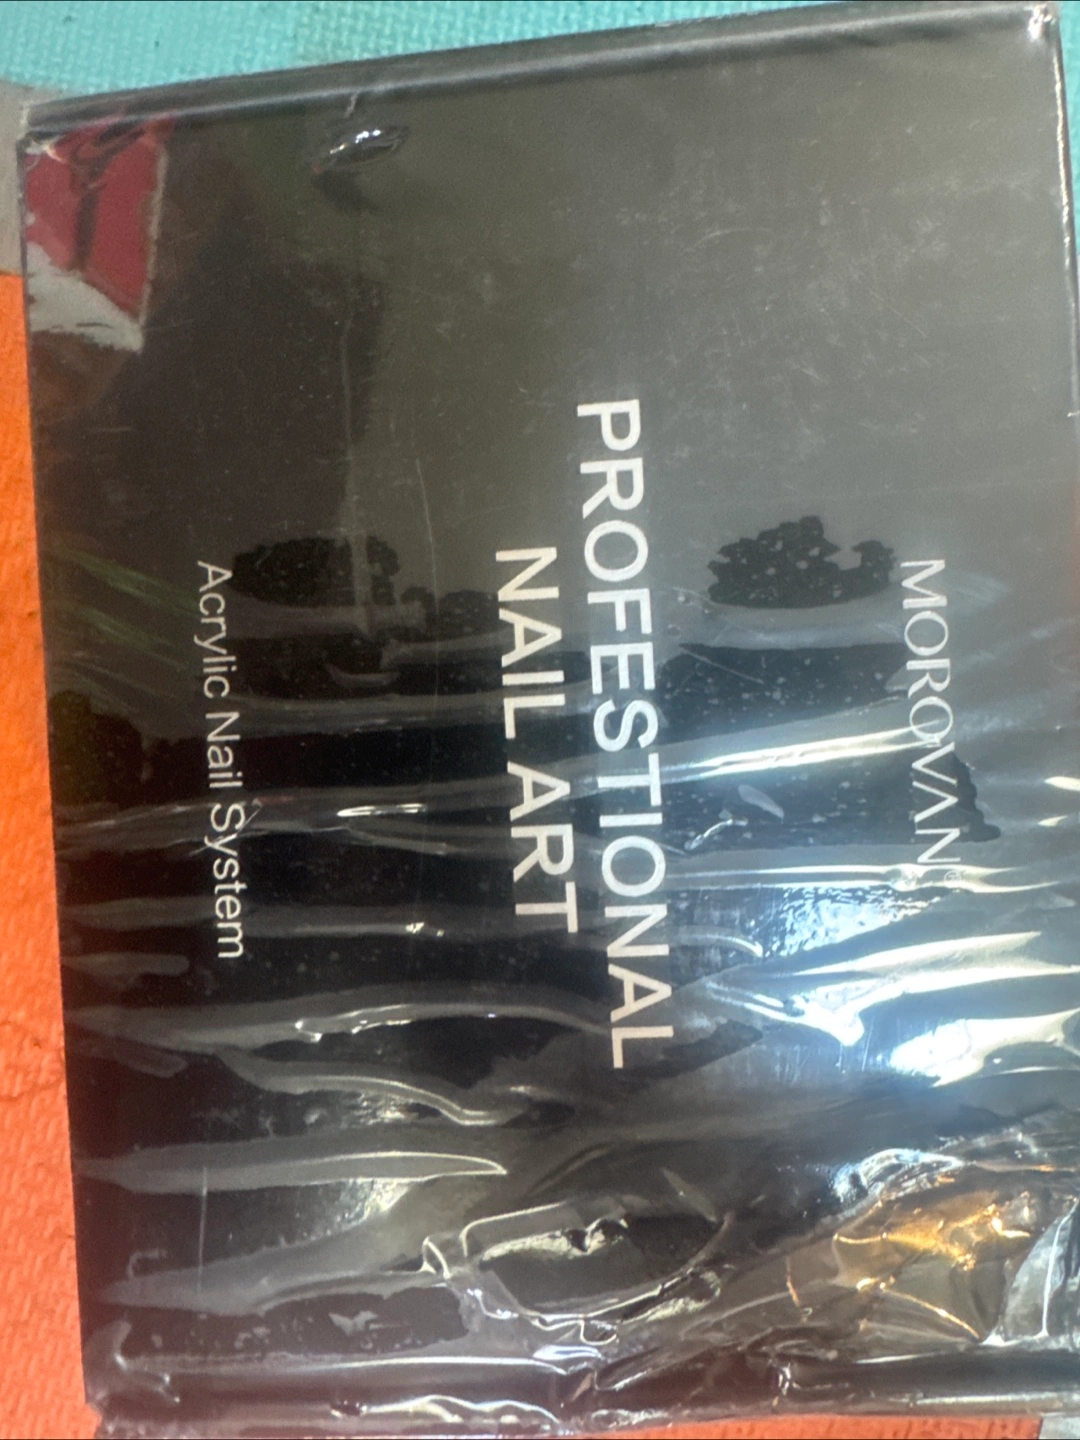 MOROVAN®
PROFESTIONAL
NAIL ART
Acrylic Nail System